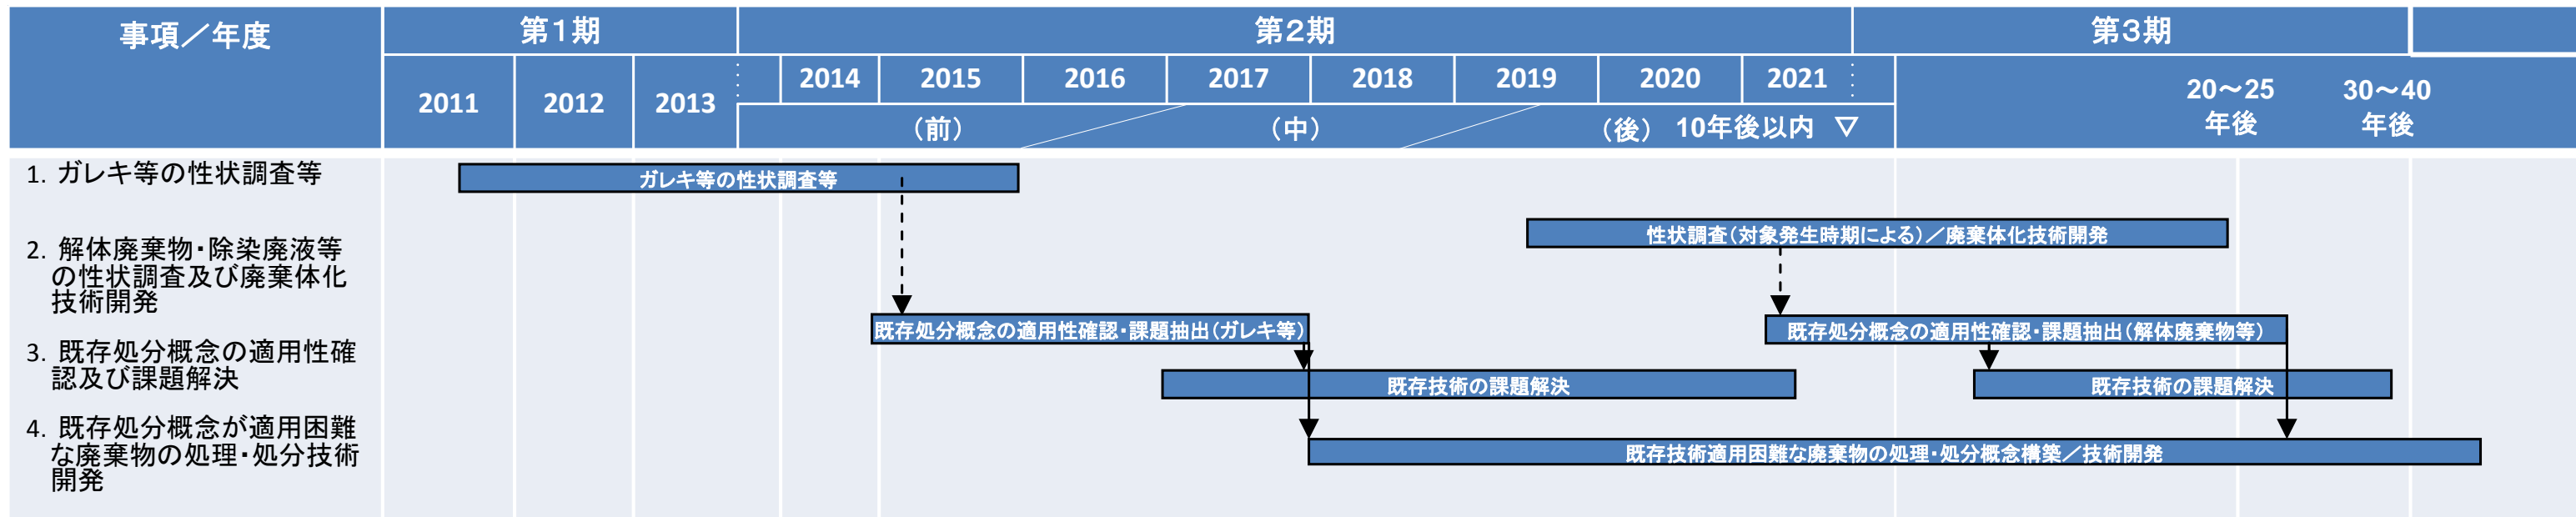 事項／年度
第1期
第2期
第3期
2011
2012
2013
2014
2015
2016
2017
2018
2019
2020
2021
（前）
（中）
（後） 10年後以内 ▽
20～25
年後
30～40
年後
1. ガレキ等の性状調査等
ガレキ等の性状調査等
2. 解体廃棄物・除染廃液等
の性状調査及び廃棄体化
技術開発
性状調査（対象発生時期による）／廃棄体化技術開発
既存処分概念の適用性確認・課題抽出（ガレキ等）
既存処分概念の適用性確認・課題抽出（解体廃棄物等）
3. 既存処分概念の適用性確
認及び課題解決
既存技術の課題解決
既存技術の課題解決
4. 既存処分概念が適用困難
な廃棄物の処理・処分技術
開発
既存技術適用困難な廃棄物の処理・処分概念構築／技術開発